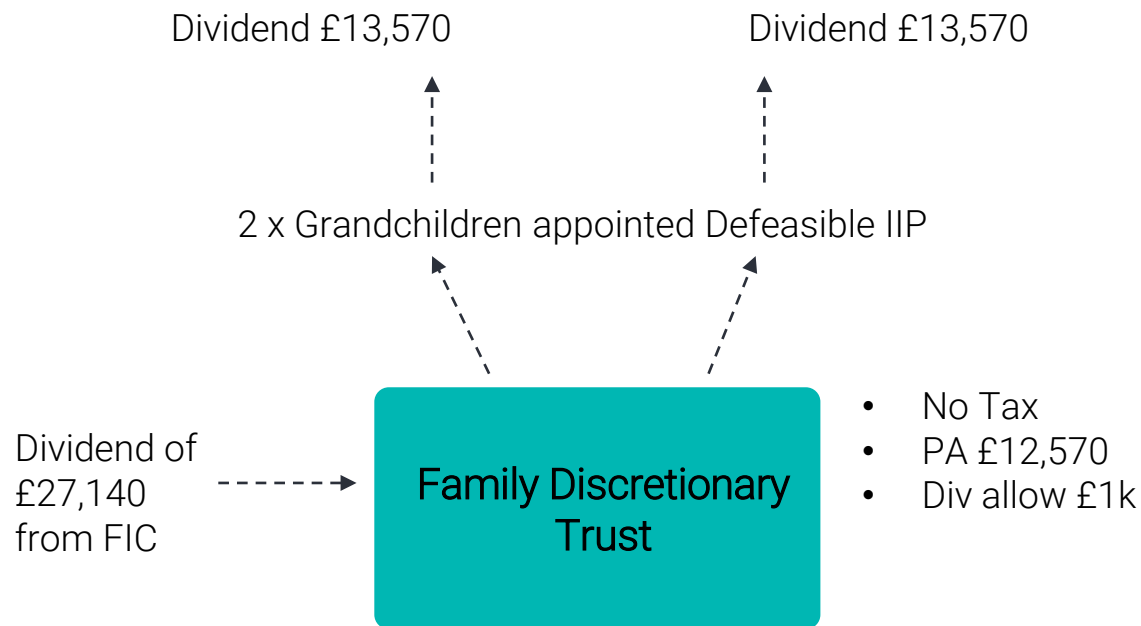 Dividend £13,570
Dividend £13,570
2 x Grandchildren appointed Defeasible IIP
Dividend of
£27,140
from FIC
Family Discretionary
Trust
• No Tax
• PA £12,570
• Div allow £1k